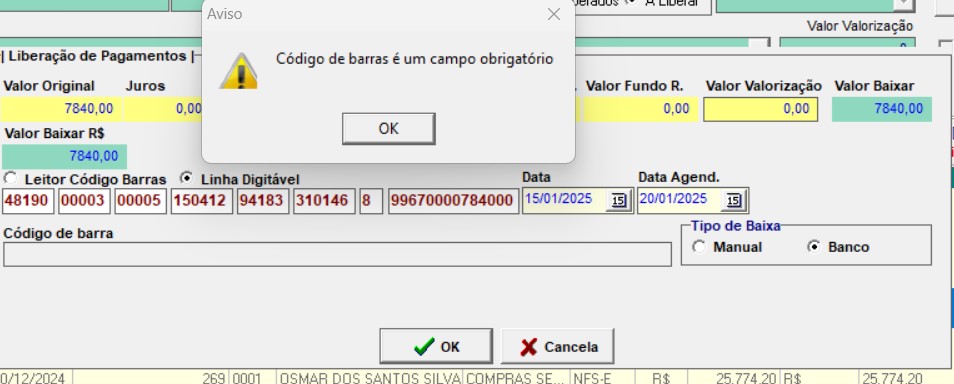 Aviso
A Liberar
Valor Valorização
0
| Liberação de Pagamentos |
Código de barras é um campo obrigatório
OK
Valor Original Juros Valor Fundo R. Valor Valorização Valor Baixar
7840,00 0,00 0,00 0,00 7840,00
Valor Baixar R$
7840,00
Leitor Código Barras Linha Digitável Data Data Agend.
48190 00003 00005 150412 94183 310146 8 99670000784000 15/01/2025 15 20/01/2025 15
Código de barra Tipo de Baixa
Manual Banco
OK Cancela
0/12/2024 269 0001 OSMAR DOS SANTOS SILVA COMPRAS SE... NFS-E R$ 25.774,20 R$ 25.774,20